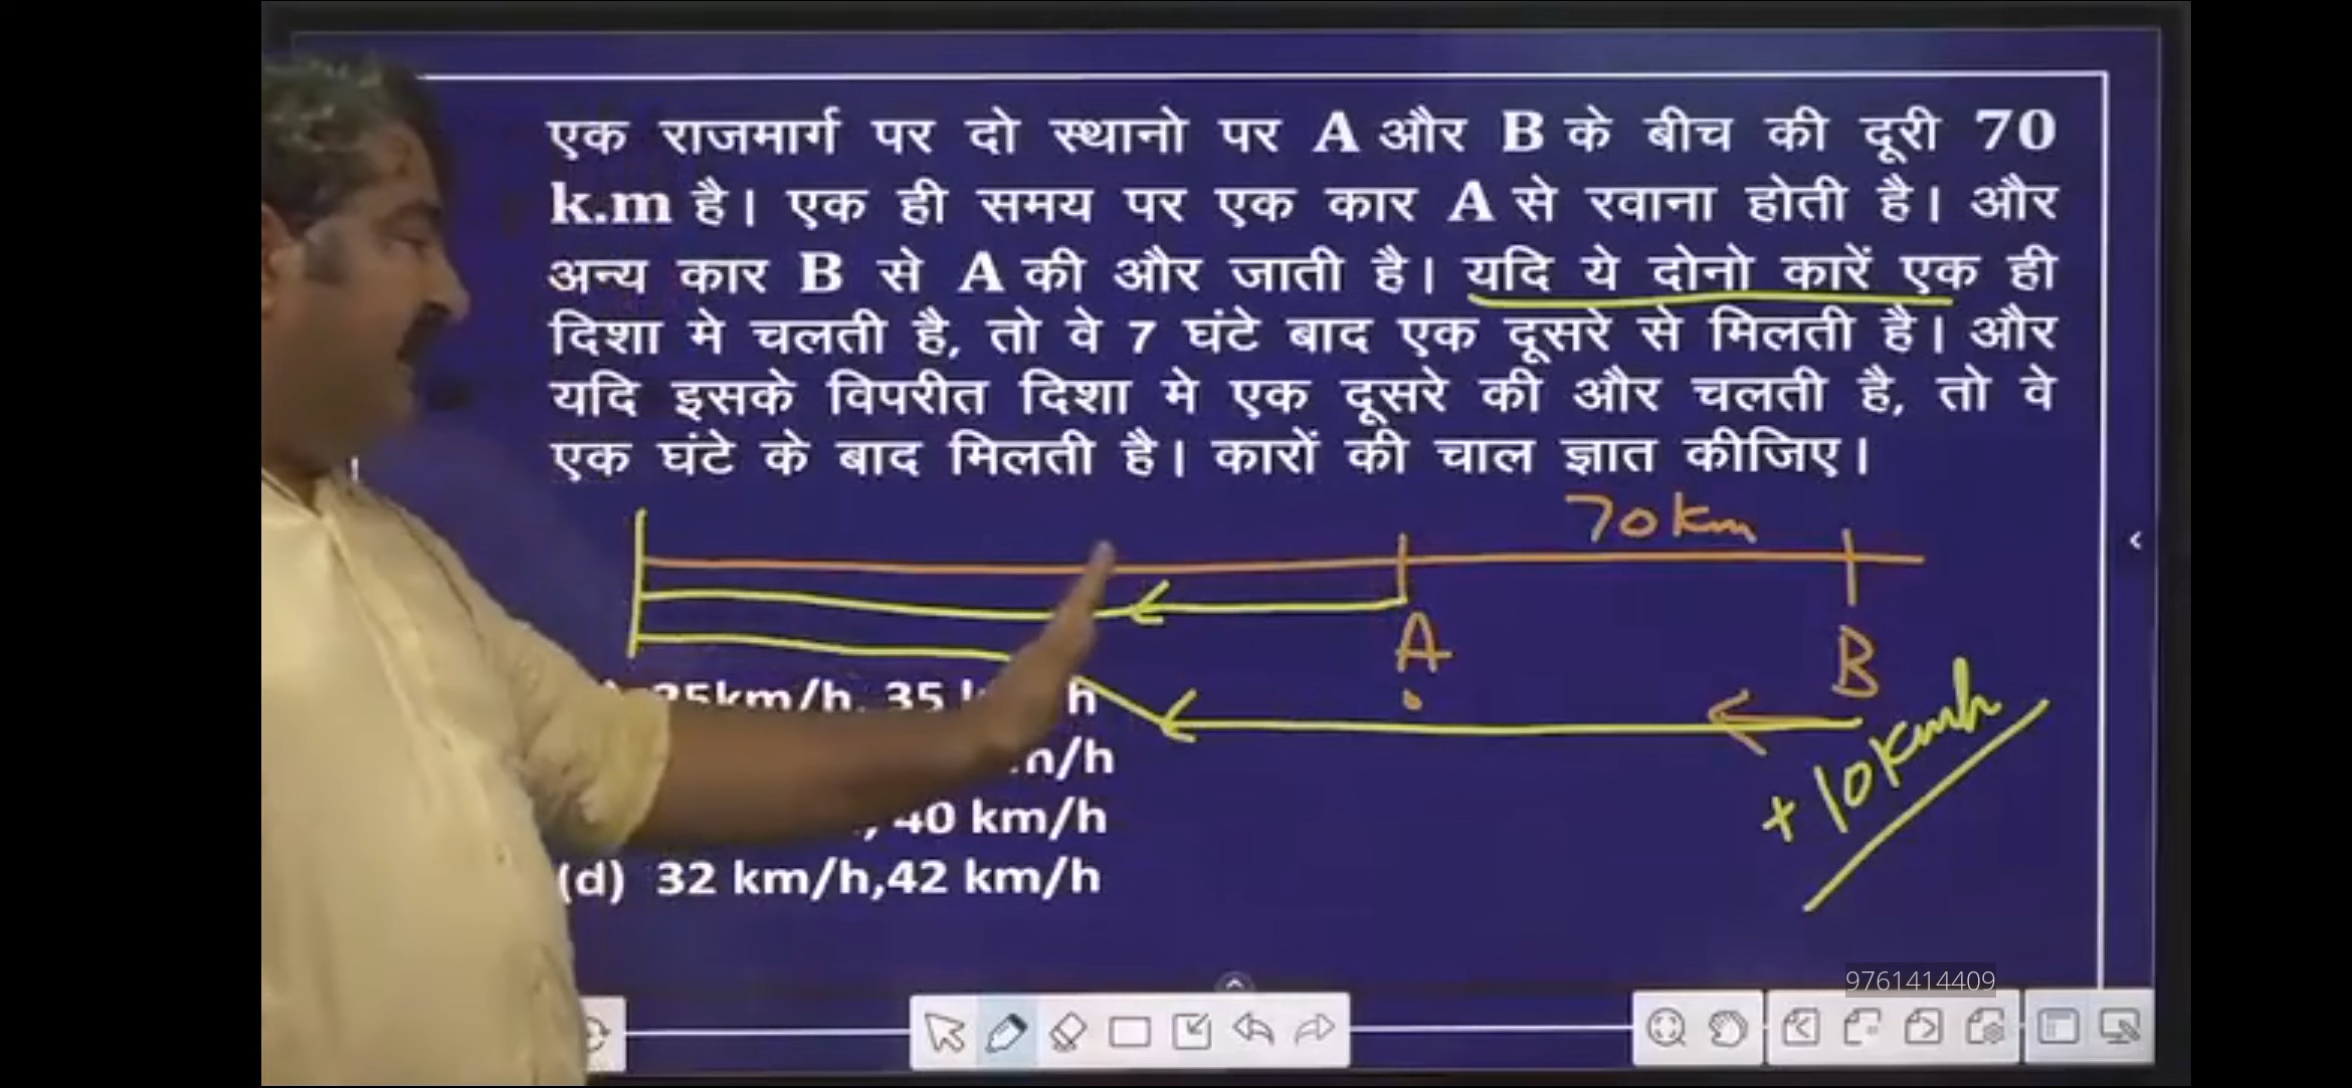 एक राजमार्ग पर दो स्थानो पर A और B के बीच की दूरी 70
k.m है। एक ही समय पर एक कार A से रवाना होती है। और
अन्य कार B से A की और जाती है। यदि ये दोनो कारें एक ही
दिशा मे चलती है, तो वे 7 घंटे बाद एक दूसरे से मिलती है। और
यदि इसके विपरीत दिशा मे एक दूसरे की और चलती है, तो वे
एक घंटे के बाद मिलती है। कारों की चाल ज्ञात कीजिए।
70 km
A
B
+10 kmh
35 h
m/h
, 40 km/h
(d) 32 km/h,42 km/h
9761414409